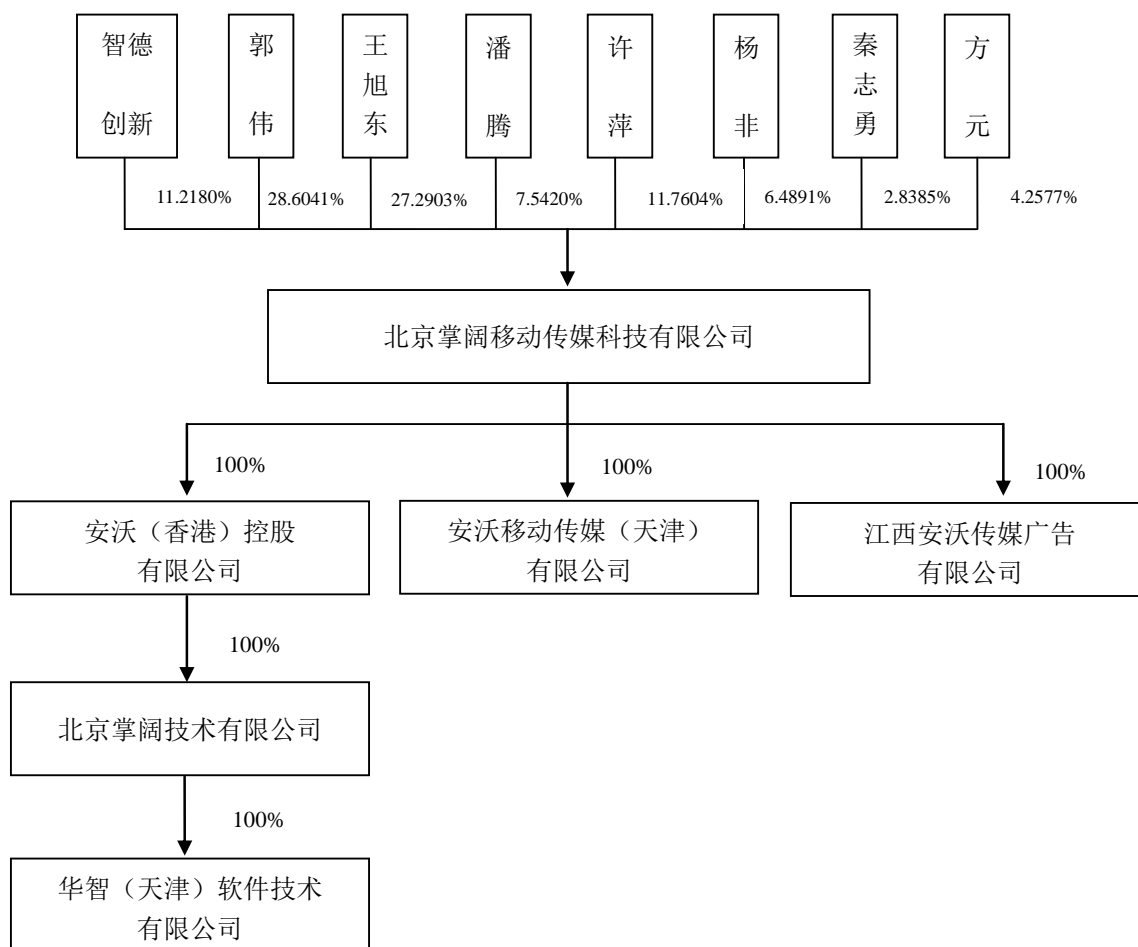 智德 创新
郭伟
王旭东
潘腾
许萍
杨非
秦志勇
方元
11.2180%
28.6041%
27.2903%
7.5420%
11.7604%
6.4891%
2.8385%
4.2577%
北京掌阔移动传媒科技有限公司
100%
100%
100%
安沃（香港）控股
有限公司
安沃移动传媒（天津）
有限公司
江西安沃传媒广告
有限公司
100%
北京掌阔技术有限公司
100%
华智（天津）软件技术
有限公司